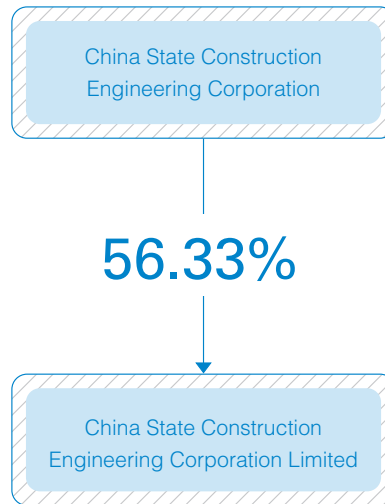 China State Construction
Engineering Corporation
56.33%
China State Construction
Engineering Corporation Limited